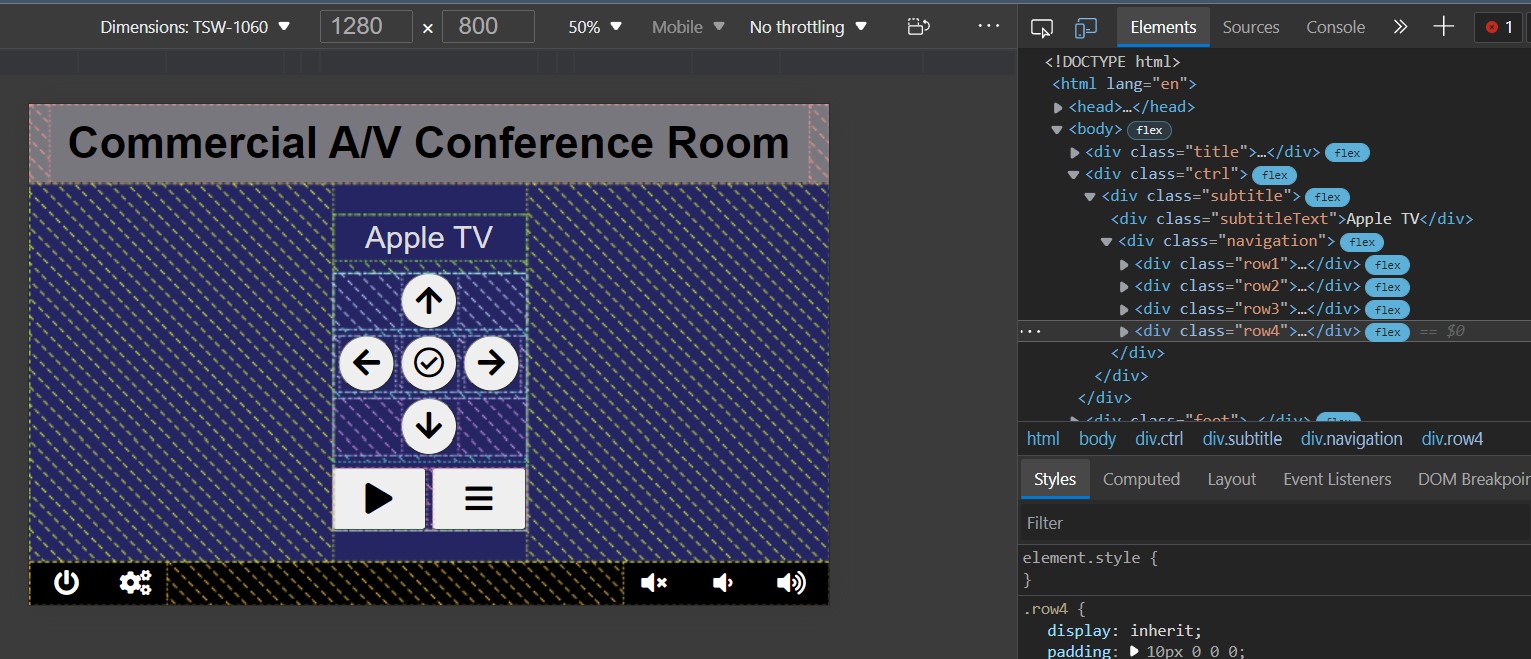 Dimensions: TSW-1060 ▼ 1280 × 800 50% ▼ Mobile ▼ No throttling ▼ ···
Elements Sources Console 1
Commercial A/V Conference Room
Apple TV
<!DOCTYPE html>
<html lang="en">
▶ <head>…</head>
▼ <body> flex
▶ <div class="title">…</div> flex
▼ <div class="ctrl"> flex
▼ <div class="subtitle"> flex
<div class="subtitleText">Apple TV</div>
▼ <div class="navigation"> flex
▶ <div class="row1">…</div> flex
▶ <div class="row2">…</div> flex
▶ <div class="row3">…</div> flex
··· ▶ <div class="row4">…</div> flex == $0
</div>
</div>
</div>
▶ <div class="foot">…</div> flex
html body div.ctrl div.subtitle div.navigation div.row4
Styles Computed Layout Event Listeners DOM Breakpoin
Filter
element.style {
}
.row4 {
display: inherit;
padding: ▶ 10px 0 0 0;